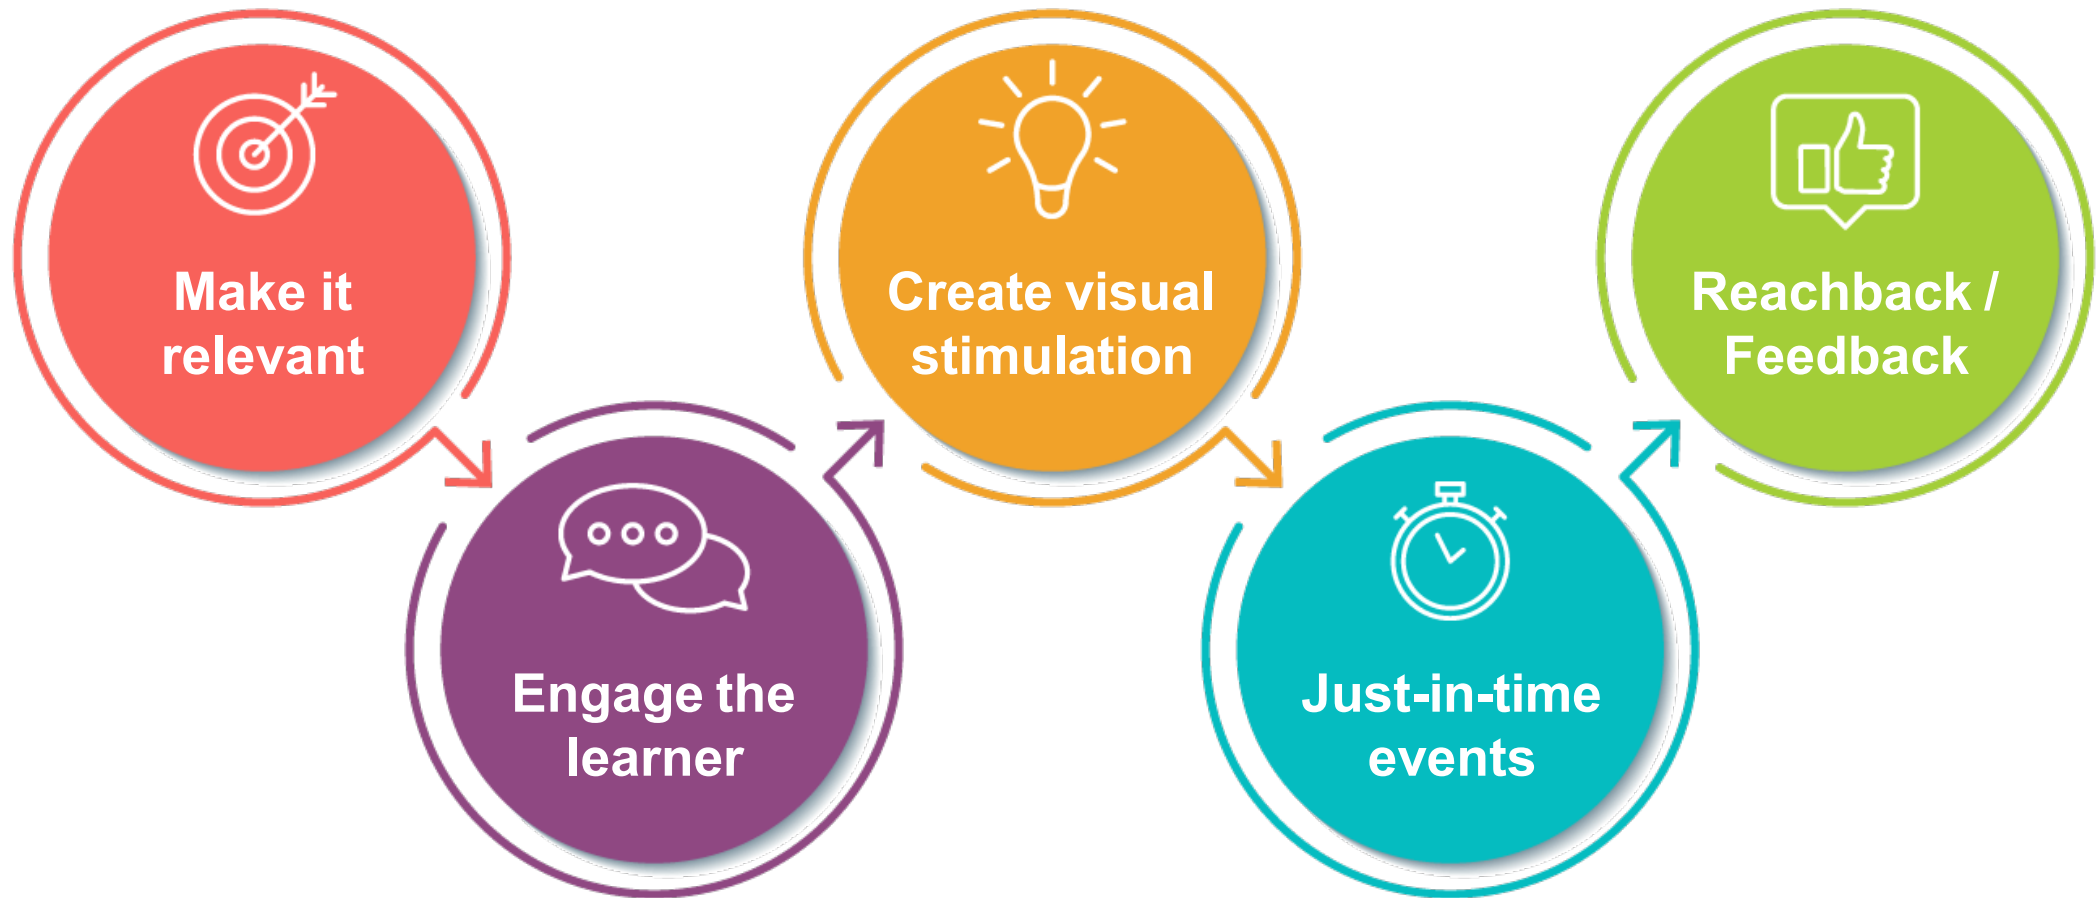 Make it
relevant
Engage the
learner
Create visual
stimulation
Just-in-time
events
Reachback /
Feedback